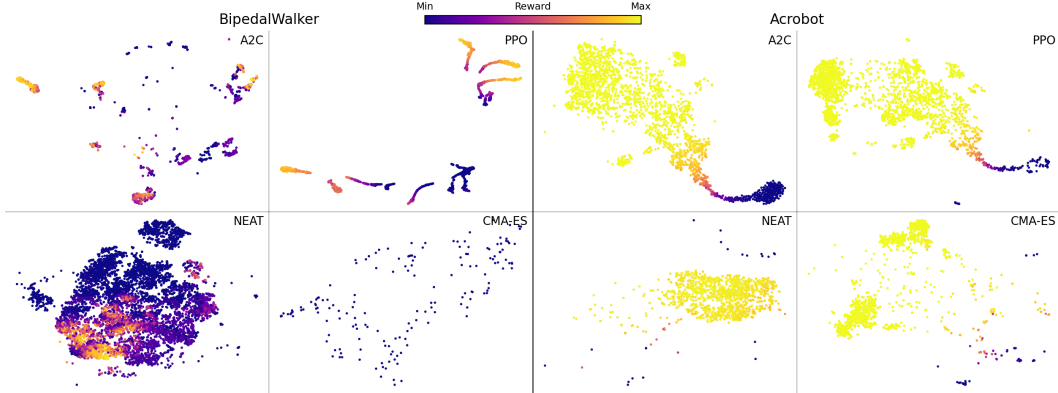 Min Reward Max
BipedalWalker Acrobot
A2C PPO A2C PPO
NEAT CMA-ES NEAT CMA-ES